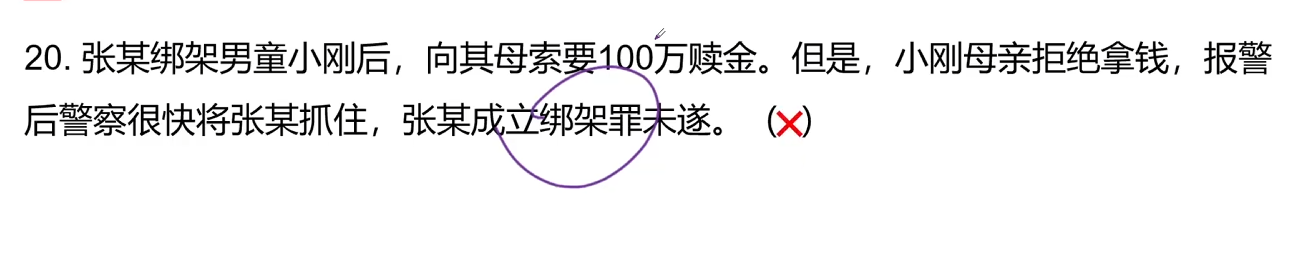 20. 张某绑架男童小刚后，向其母索要100万赎金。但是，小刚母亲拒绝拿钱，报警
后警察很快将张某抓住，张某成立绑架罪未遂。（×）